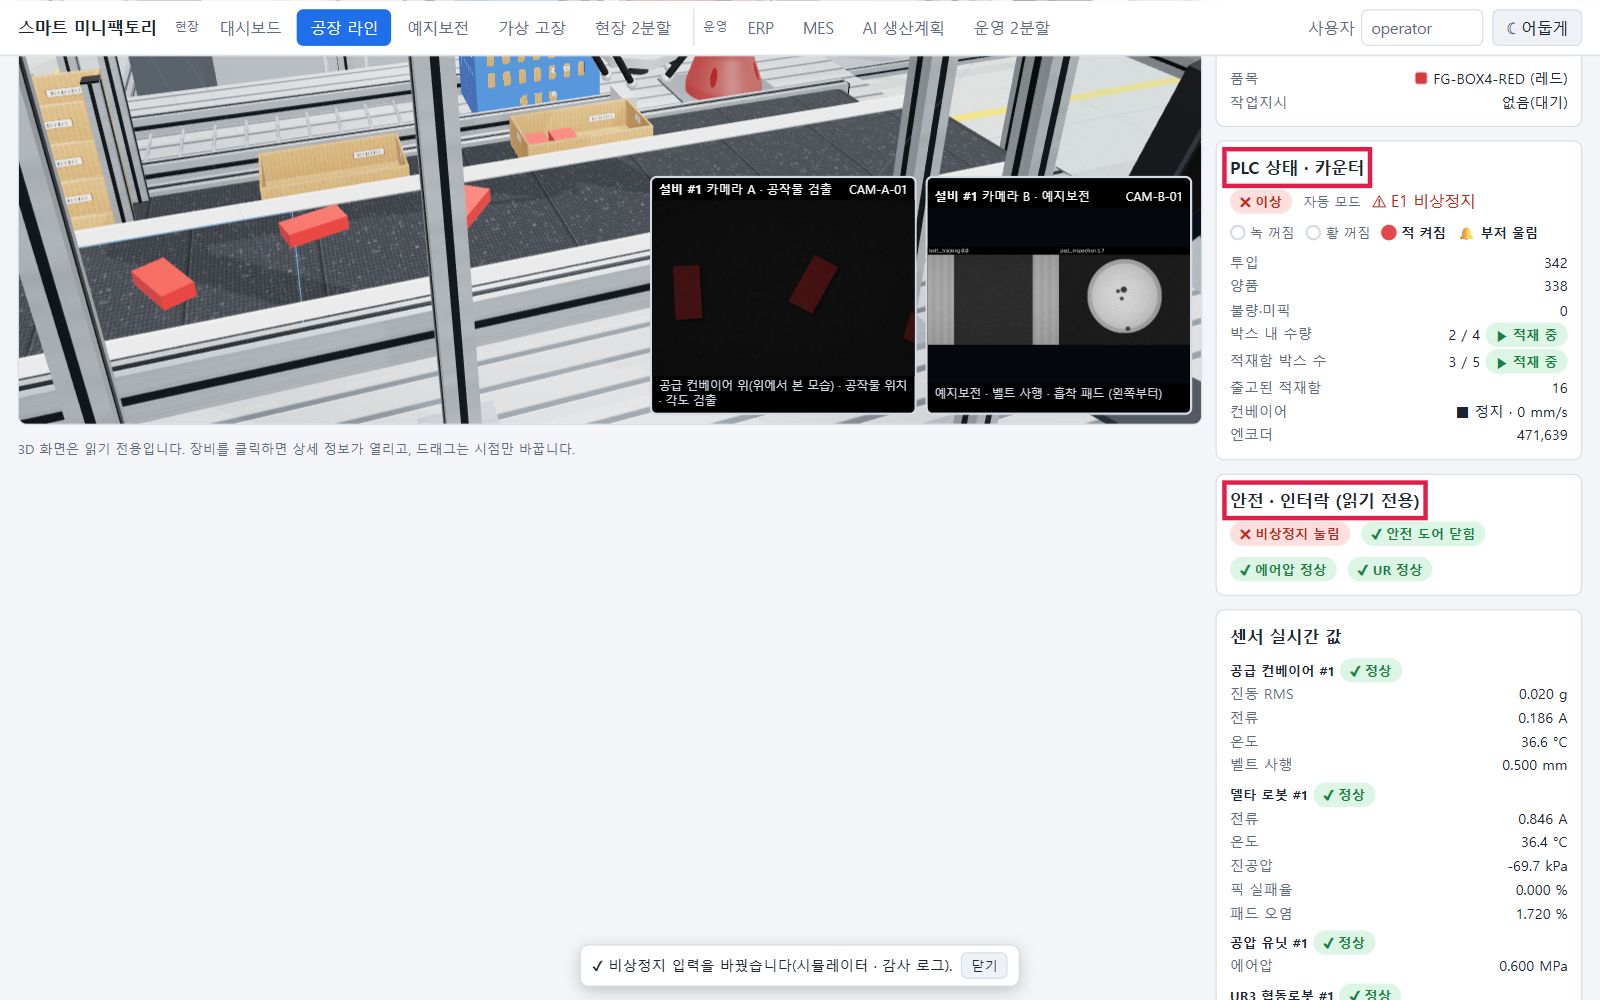 스마트 미니팩토리 현장 대시보드 공장 라인 예지보전 가상 고장 현장 2분할 운영 ERP MES AI 생산계획 운영 2분할 사용자 operator ☾ 어둡게
품목 FG-BOX4-RED (레드)
작업지시 없음(대기)
설비 #1 카메라 A · 공작물 검출 CAM-A-01
공급 컨베이어 위(위에서 본 모습) · 공작물 위치
· 각도 검출
설비 #1 카메라 B · 예지보전 CAM-B-01
belt_tracking 0.0 pad_inspection 1.7
예지보전 · 벨트 사행 · 흡착 패드 (왼쪽부터)
3D 화면은 읽기 전용입니다. 장비를 클릭하면 상세 정보가 열리고, 드래그는 시점만 바꿉니다.
PLC 상태 · 카운터
✕ 이상 자동 모드 ⚠ E1 비상정지
녹 꺼짐 황 꺼짐 적 켜짐 🔔 부저 울림
투입 342
양품 338
불량·미픽 0
박스 내 수량 2 / 4 ▶ 적재 중
적재함 박스 수 3 / 5 ▶ 적재 중
출고된 적재함 16
컨베이어 ■ 정지 · 0 mm/s
엔코더 471,639
안전 · 인터락 (읽기 전용)
✕ 비상정지 눌림 ✓ 안전 도어 닫힘
✓ 에어압 정상 ✓ UR 정상
센서 실시간 값
공급 컨베이어 #1 ✓ 정상
진동 RMS 0.020 g
전류 0.186 A
온도 36.6 °C
벨트 사행 0.500 mm
델타 로봇 #1 ✓ 정상
전류 0.846 A
온도 36.4 °C
진공압 -69.7 kPa
픽 실패율 0.000 %
패드 오염 1.720 %
공압 유닛 #1 ✓ 정상
에어압 0.600 MPa
UR3 협동로봇 #1 ✓ 정상
✓ 비상정지 입력을 바꿨습니다(시뮬레이터 · 감사 로그). 닫기